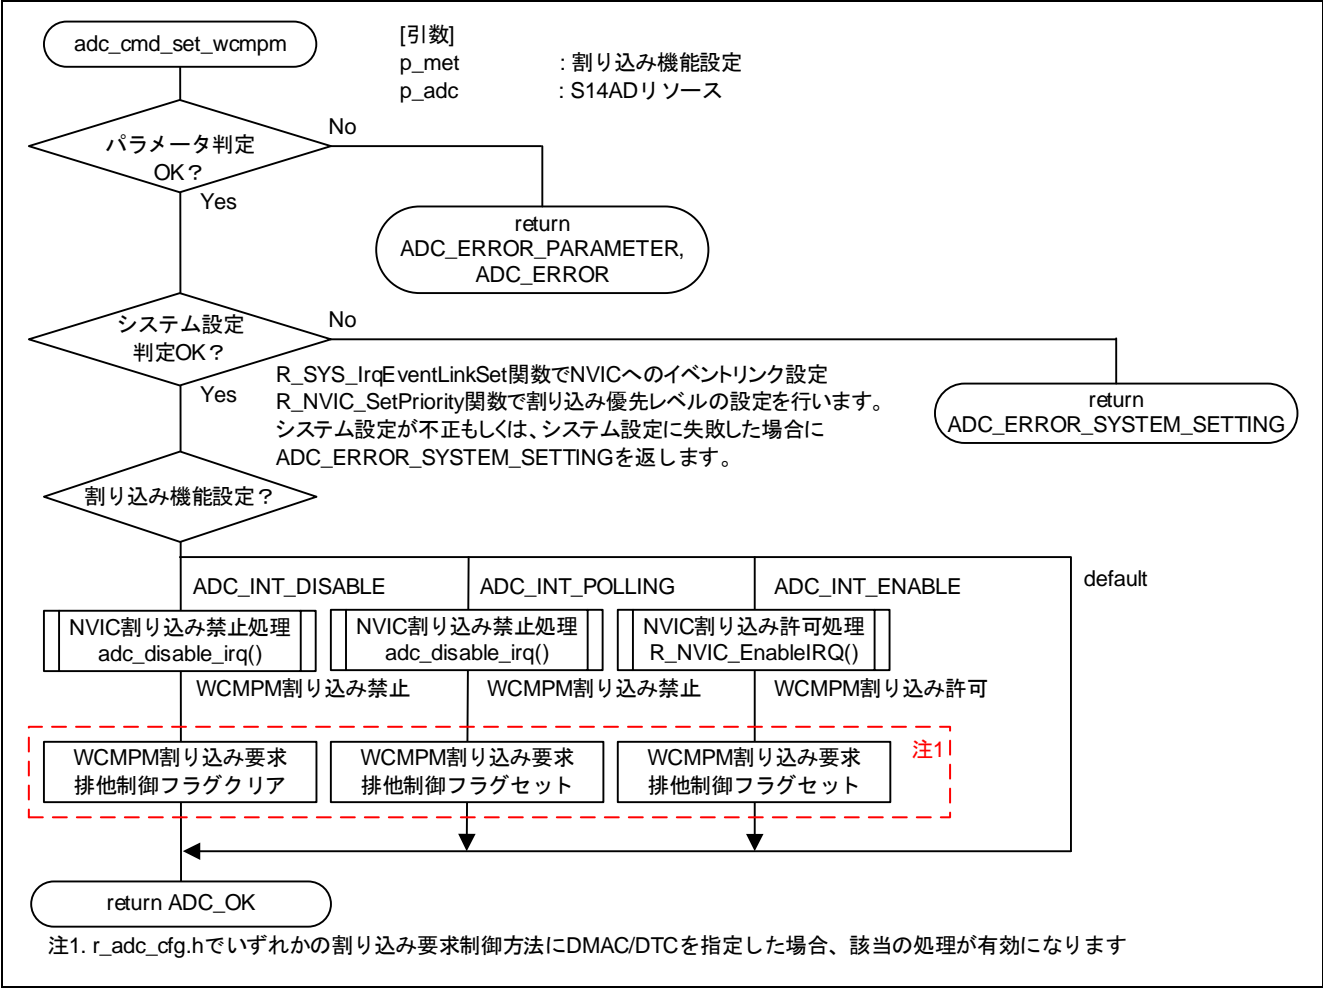 adc_cmd_set_wcmpm
[引数]
p_met : 割り込み機能設定
p_adc : S14ADリソース
パラメータ判定
OK？
No
Yes
return
ADC_ERROR_PARAMETER,
ADC_ERROR
システム設定
判定OK？
No
Yes
R_SYS_IrqEventLinkSet関数でNVICへのイベントリンク設定
R_NVIC_SetPriority関数で割り込み優先レベルの設定を行います。
システム設定が不正もしくは、システム設定に失敗した場合に
ADC_ERROR_SYSTEM_SETTINGを返します。
return
ADC_ERROR_SYSTEM_SETTING
割り込み機能設定？
ADC_INT_DISABLE
ADC_INT_POLLING
ADC_INT_ENABLE
default
NVIC割り込み禁止処理
adc_disable_irq()
NVIC割り込み禁止処理
adc_disable_irq()
NVIC割り込み許可処理
R_NVIC_EnableIRQ()
WCMPM割り込み禁止
WCMPM割り込み禁止
WCMPM割り込み許可
WCMPM割り込み要求
排他制御フラグクリア
WCMPM割り込み要求
排他制御フラグセット
WCMPM割り込み要求
排他制御フラグセット
注1
return ADC_OK
注1. r_adc_cfg.hでいずれかの割り込み要求制御方法にDMAC/DTCを指定した場合、該当の処理が有効になります